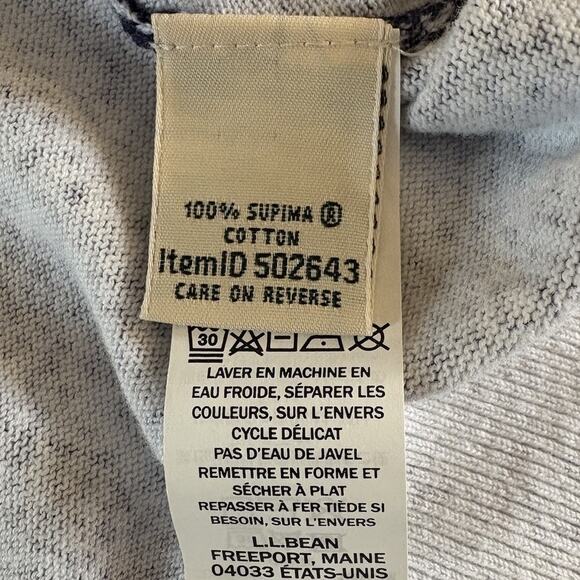 100% SUPIMA ®
COTTON
ItemID 502643
CARE ON REVERSE
30
LAVER EN MACHINE EN
EAU FROIDE, SÉPARER LES
COULEURS, SUR L'ENVERS
CYCLE DÉLICAT
PAS D'EAU DE JAVEL
REMETTRE EN FORME ET
SÉCHER À PLAT
REPASSER À FER TIÈDE SI
BESOIN, SUR L'ENVERS
L.L.BEAN
FREEPORT, MAINE
04033 ÉTATS-UNIS